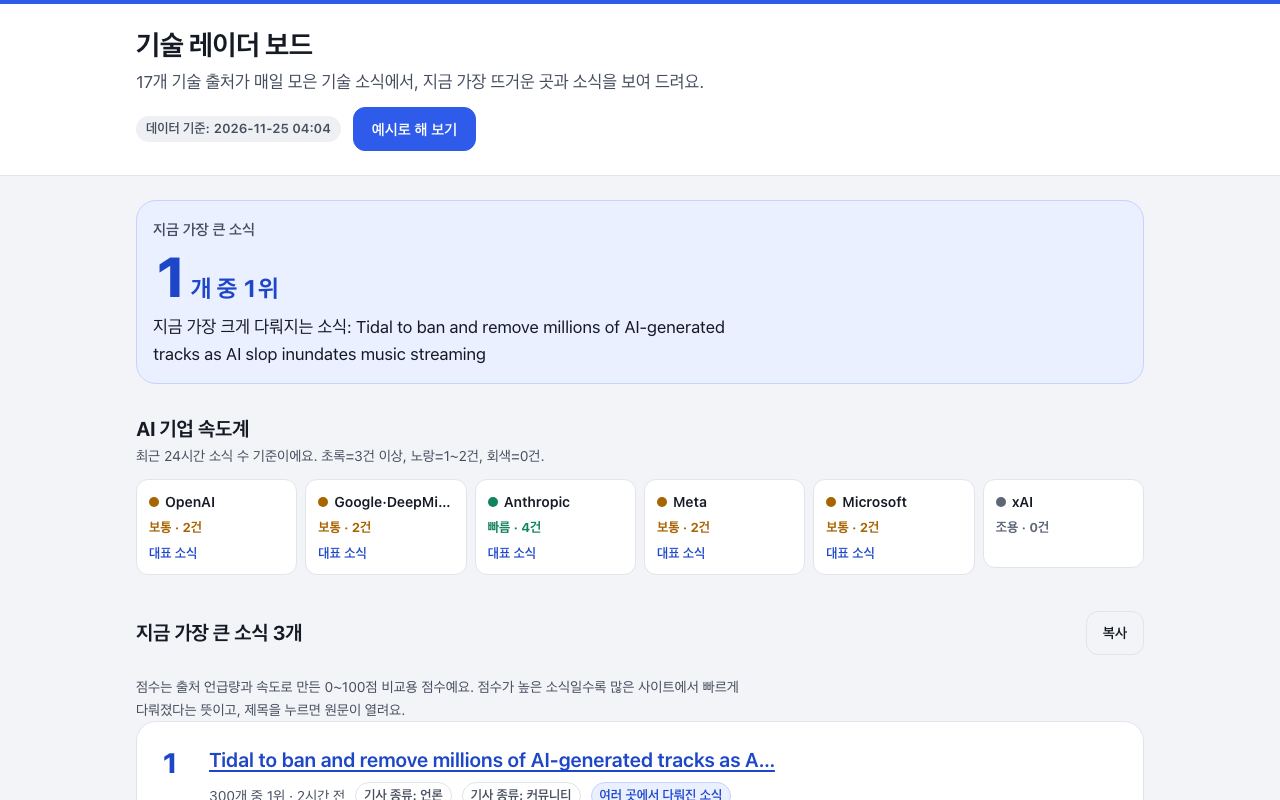 기술 레이더 보드
17개 기술 출처가 매일 모은 기술 소식에서, 지금 가장 뜨거운 곳과 소식을 보여 드려요.
데이터 기준: 2026-11-25 04:04
예시로 해 보기
지금 가장 큰 소식
1개 중 1위
지금 가장 크게 다뤄지는 소식: Tidal to ban and remove millions of AI-generated
tracks as AI slop inundates music streaming
AI 기업 속도계
최근 24시간 소식 수 기준이에요. 초록=3건 이상, 노랑=1~2건, 회색=0건.
OpenAI
보통 · 2건
대표 소식
Google·DeepMi...
보통 · 2건
대표 소식
Anthropic
빠름 · 4건
대표 소식
Meta
보통 · 2건
대표 소식
Microsoft
보통 · 2건
대표 소식
xAI
조용 · 0건
지금 가장 큰 소식 3개
복사
점수는 출처 언급량과 속도로 만든 0~100점 비교용 점수예요. 점수가 높은 소식일수록 많은 사이트에서 빠르게
다뤄졌다는 뜻이고, 제목을 누르면 원문이 열려요.
1
Tidal to ban and remove millions of AI-generated tracks as A...
300개 중 1위 · 2시간 전
기사 종류: 언론
기사 종류: 커뮤니티
여러 곳에서 다뤄진 소식